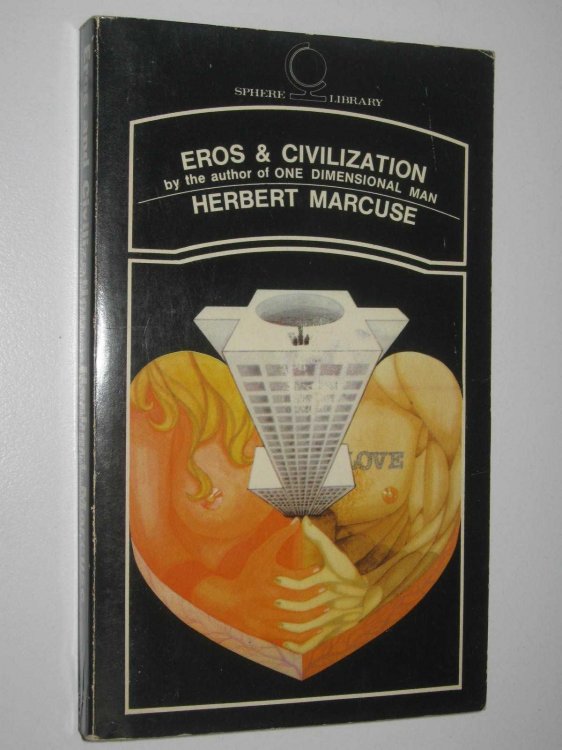 SPHERE LIBRARY
EROS & CIVILIZATION
by the author of ONE DIMENSIONAL MAN
HERBERT MARCUSE
LOVE